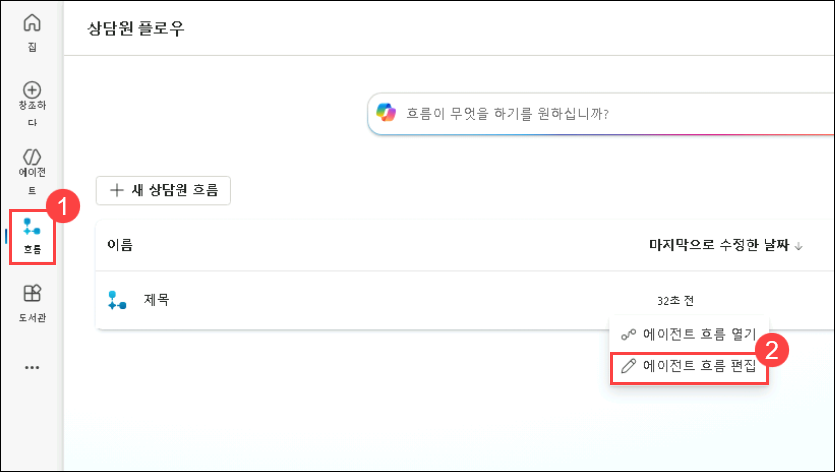 상담원 플로우
집
창조하
다
에이전
트
1
흐름
도서관
흐름이 무엇을 하기를 원하십니까?
새 상담원 흐름
이름
마지막으로 수정한 날짜
제목
32초 전
에이전트 흐름 열기
2
에이전트 흐름 편집